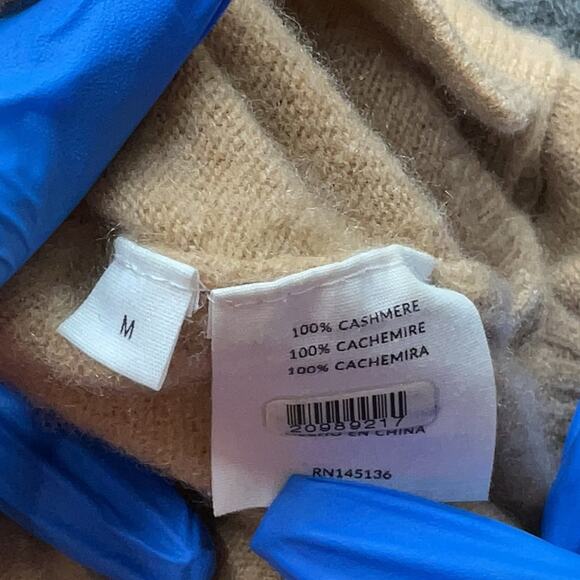 M
100% CASHMERE
100% CACHEMIRE
100% CACHEMIRA
20989217
EN CHINA
RN145136